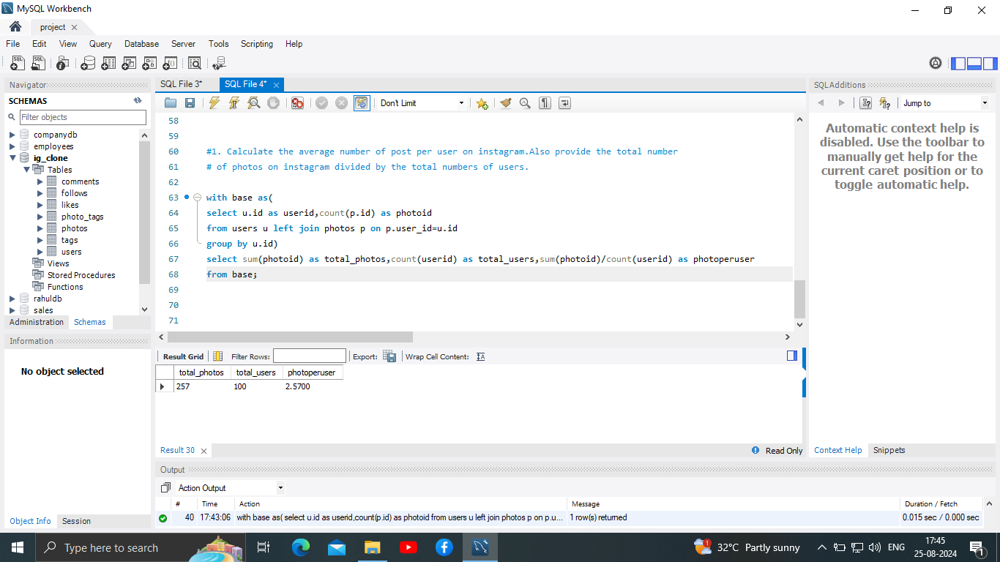 MySQL Workbench
project
File Edit View Query Database Server Tools Scripting Help
Navigator
SCHEMAS
Filter objects
companydb
employees
ig_clone
Tables
comments
follows
likes
photo_tags
photos
tags
users
Views
Stored Procedures
Functions
rahuldb
sales
Administration Schemas
Information
No object selected
Object Info Session
SQL File 3* SQL File 4*
Don't Limit
58
59
60 #1. Calculate the average number of post per user on instagram.Also provide the total number
61 # of photos on instagram divided by the total numbers of users.
62
63 with base as(
64 select u.id as userid,count(p.id) as photoid
65 from users u left join photos p on p.user_id=u.id
66 group by u.id)
67 select sum(photoid) as total_photos,count(userid) as total_users,sum(photoid)/count(userid) as photoperuser
68 from base;
69
70
71
Result Grid Filter Rows: Export: Wrap Cell Content:
total_photos total_users photoperuser
257 100 2.5700
Result 30 Read Only
Output
Action Output
# Time Action Message Duration / Fetch
40 17:43:06 with base as( select u.id as userid,count(p.id) as photoid from users u left join photos p on p.u... 1 row(s) returned 0.015 sec / 0.000 sec
SQLAdditions
Jump to
Automatic context help is
disabled. Use the toolbar to
manually get help for the
current caret position or to
toggle automatic help.
Context Help Snippets
Type here to search
32°C Partly sunny
ENG
17:45
25-08-2024
1